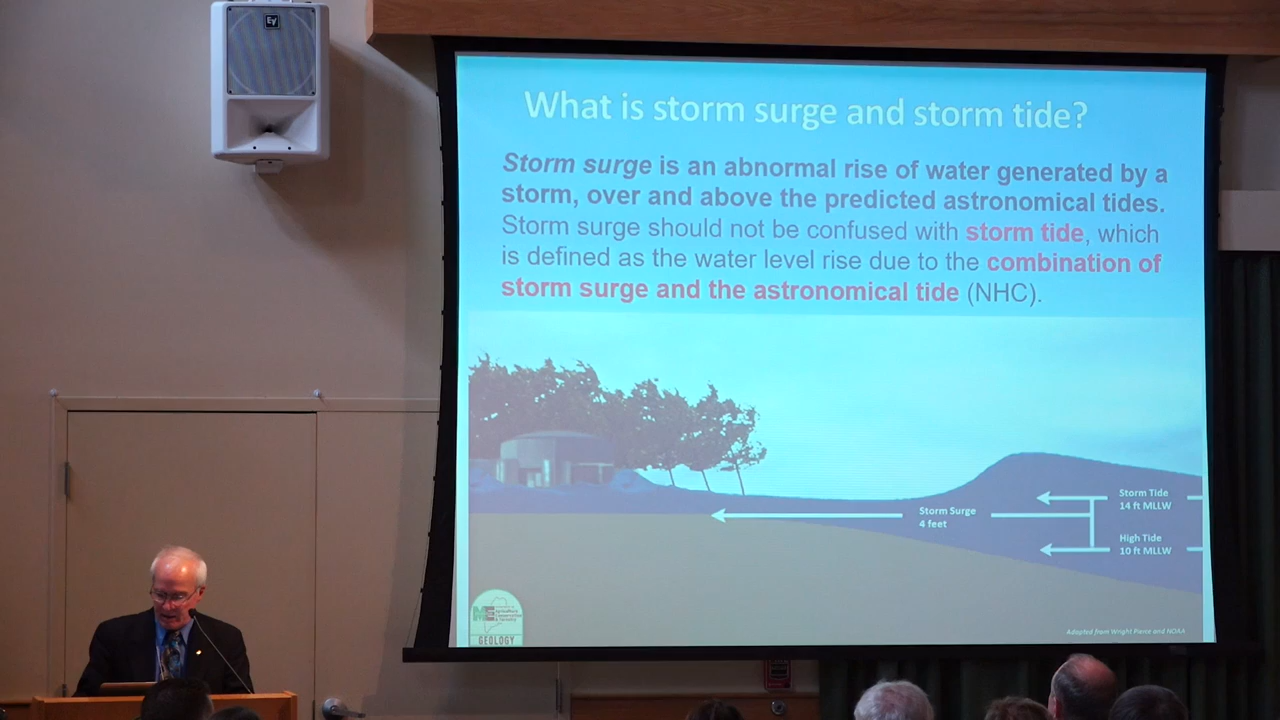 EV
What is storm surge and storm tide?
Storm surge is an abnormal rise of water generated by a
storm, over and above the predicted astronomical tides.
Storm surge should not be confused with storm tide, which
is defined as the water level rise due to the combination of
storm surge and the astronomical tide (NHC).
Storm Tide
14 ft MLLW
Storm Surge
4 feet
High Tide
10 ft MLLW
Agriculture
Conservation
& Forestry
GEOLOGY
Adapted from Wright Pierce and NOAA